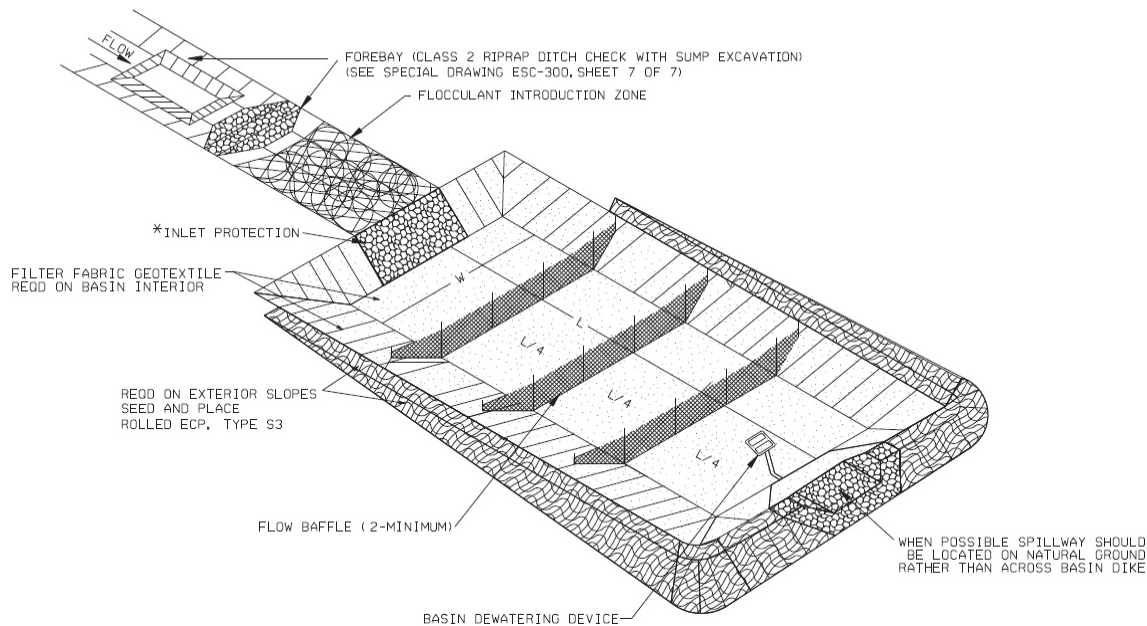 FLOW
FOREBAY (CLASS 2 RIPRAP DITCH CHECK WITH SUMP EXCAVATION)
(SEE SPECIAL DRAWING ESC-300, SHEET 7 OF 7)
FLOCCULANT INTRODUCTION ZONE
*INLET PROTECTION
FILTER FABRIC GEOTEXTILE
REQD ON BASIN INTERIOR
W
L
L/4
L/4
L/4
REQD ON EXTERIOR SLOPES
SEED AND PLACE
ROLLED ECP, TYPE S3
FLOW BAFFLE (2-MINIMUM)
WHEN POSSIBLE SPILLWAY SHOULD
BE LOCATED ON NATURAL GROUND
RATHER THAN ACROSS BASIN DIKE
BASIN DEWATERING DEVICE